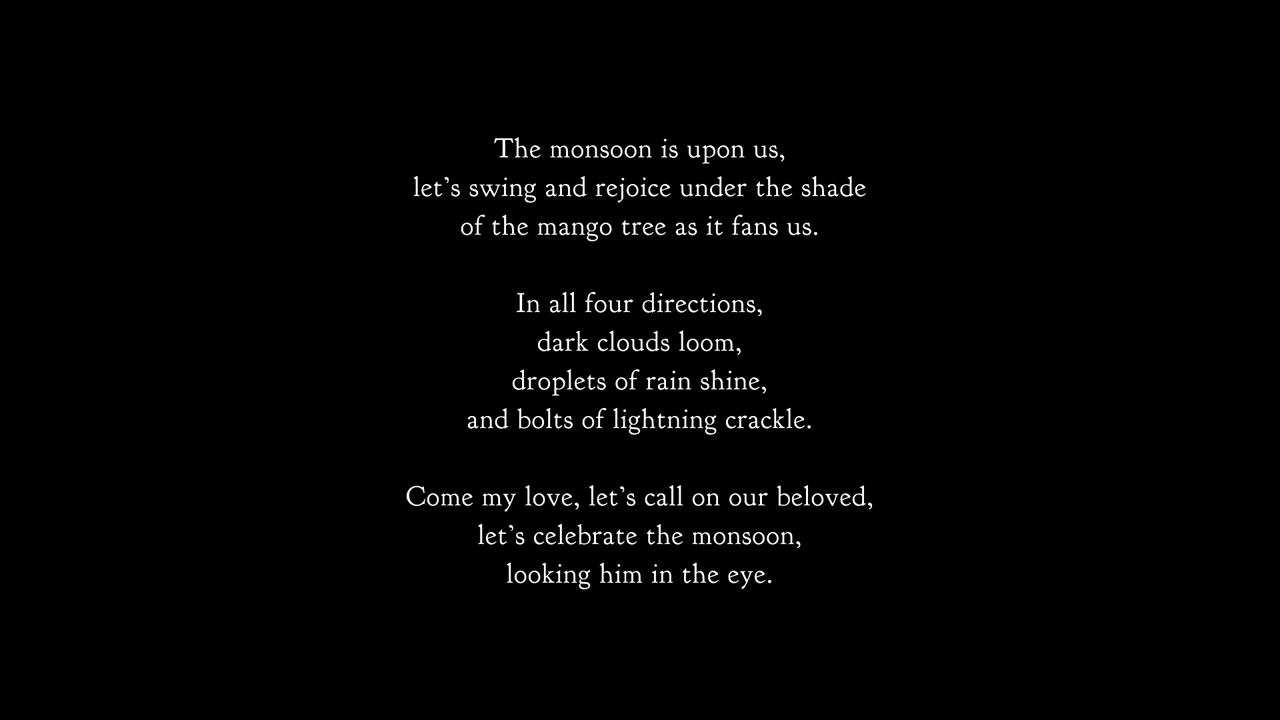 The monsoon is upon us,
let’s swing and rejoice under the shade
of the mango tree as it fans us.
In all four directions,
dark clouds loom,
droplets of rain shine,
and bolts of lightning crackle.
Come my love, let’s call on our beloved,
let’s celebrate the monsoon,
looking him in the eye.